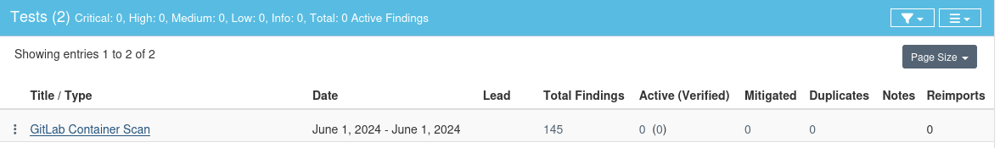 Tests (2) Critical: 0, High: 0, Medium: 0, Low: 0, Info: 0, Total: 0 Active Findings
Showing entries 1 to 2 of 2
Page Size
Title / Type Date Lead Total Findings Active (Verified) Mitigated Duplicates Notes Reimports
GitLab Container Scan June 1, 2024 - June 1, 2024 145 0 (0) 0 0 0